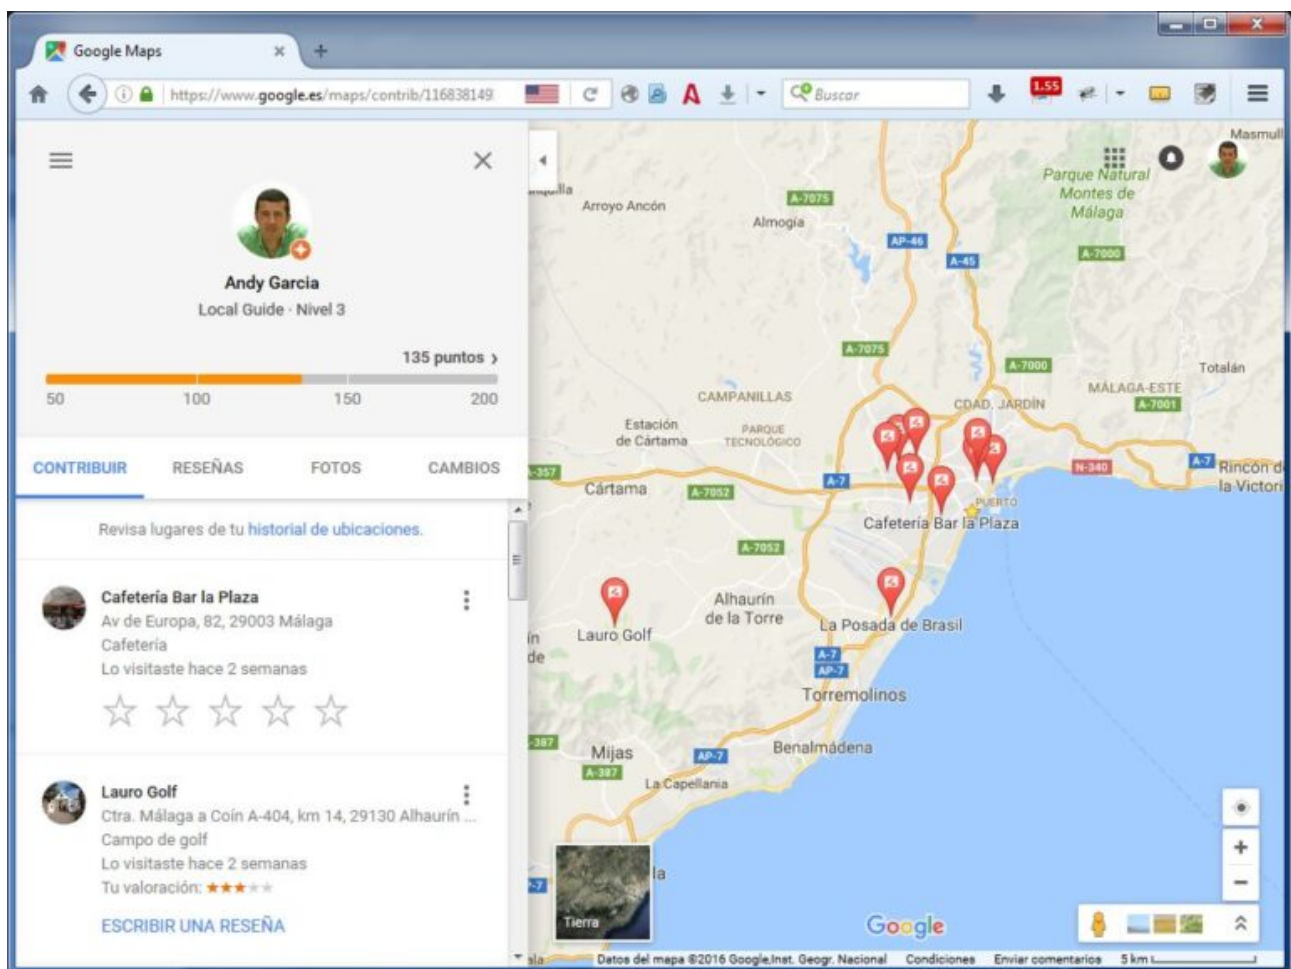 Google Maps
https://www.google.es/maps/contrib/116838149
Buscar
1.55
Andy Garcia
Local Guide · Nivel 3
135 puntos
50 100 150 200
CONTRIBUIR RESEÑAS FOTOS CAMBIOS
Revisa lugares de tu historial de ubicaciones.
Cafetería Bar la Plaza
Av de Europa, 82, 29003 Málaga
Cafetería
Lo visitaste hace 2 semanas
Lauro Golf
Ctra. Málaga a Coín A-404, km 14, 29130 Alhaurín ...
Campo de golf
Lo visitaste hace 2 semanas
Tu valoración:
ESCRIBIR UNA RESEÑA
Masmull
Parque Natural
Montes de
Málaga
Arroyo Ancón
A-7075
Almogía
AP-46
A-45
A-7000
A-7075
A-7000
Totalán
CAMPANILLAS
MÁLAGA-ESTE
A-7001
CDAD. JARDÍN
Estación
de Cártama
PARQUE
TECNOLÓGICO
A-357
Cártama
A-7052
A-7
N-340
A-7
Rincón d
la Victori
PUERTO
Cafetería Bar la Plaza
A-7052
Alhaurín
de la Torre
Lauro Golf
La Posada de Brasil
ín
de
A-7
AP-7
Torremolinos
-387
Mijas
A-387
AP-7
Benalmádena
La Capellania
la
P-7
Tierra
Google
ala
Datos del mapa ©2016 Google,Inst. Geogr. Nacional Condiciones Enviar comentarios 5 km